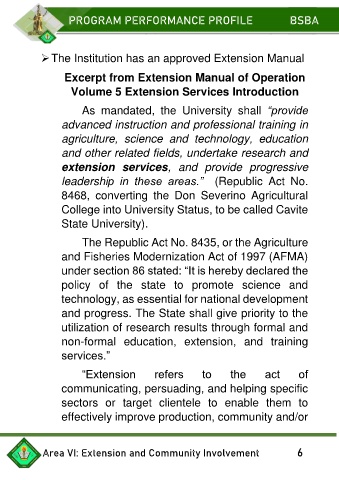 PROGRAM PERFORMANCE PROFILE BSBA
➢ The Institution has an approved Extension Manual
Excerpt from Extension Manual of Operation
Volume 5 Extension Services Introduction
As mandated, the University shall “provide
advanced instruction and professional training in
agriculture, science and technology, education
and other related fields, undertake research and
extension services, and provide progressive
leadership in these areas.” (Republic Act No.
8468, converting the Don Severino Agricultural
College into University Status, to be called Cavite
State University).
The Republic Act No. 8435, or the Agriculture
and Fisheries Modernization Act of 1997 (AFMA)
under section 86 stated: “It is hereby declared the
policy of the state to promote science and
technology, as essential for national development
and progress. The State shall give priority to the
utilization of research results through formal and
non-formal education, extension, and training
services.”
“Extension refers to the act of
communicating, persuading, and helping specific
sectors or target clientele to enable them to
effectively improve production, community and/or
Area VI: Extension and Community Involvement 6